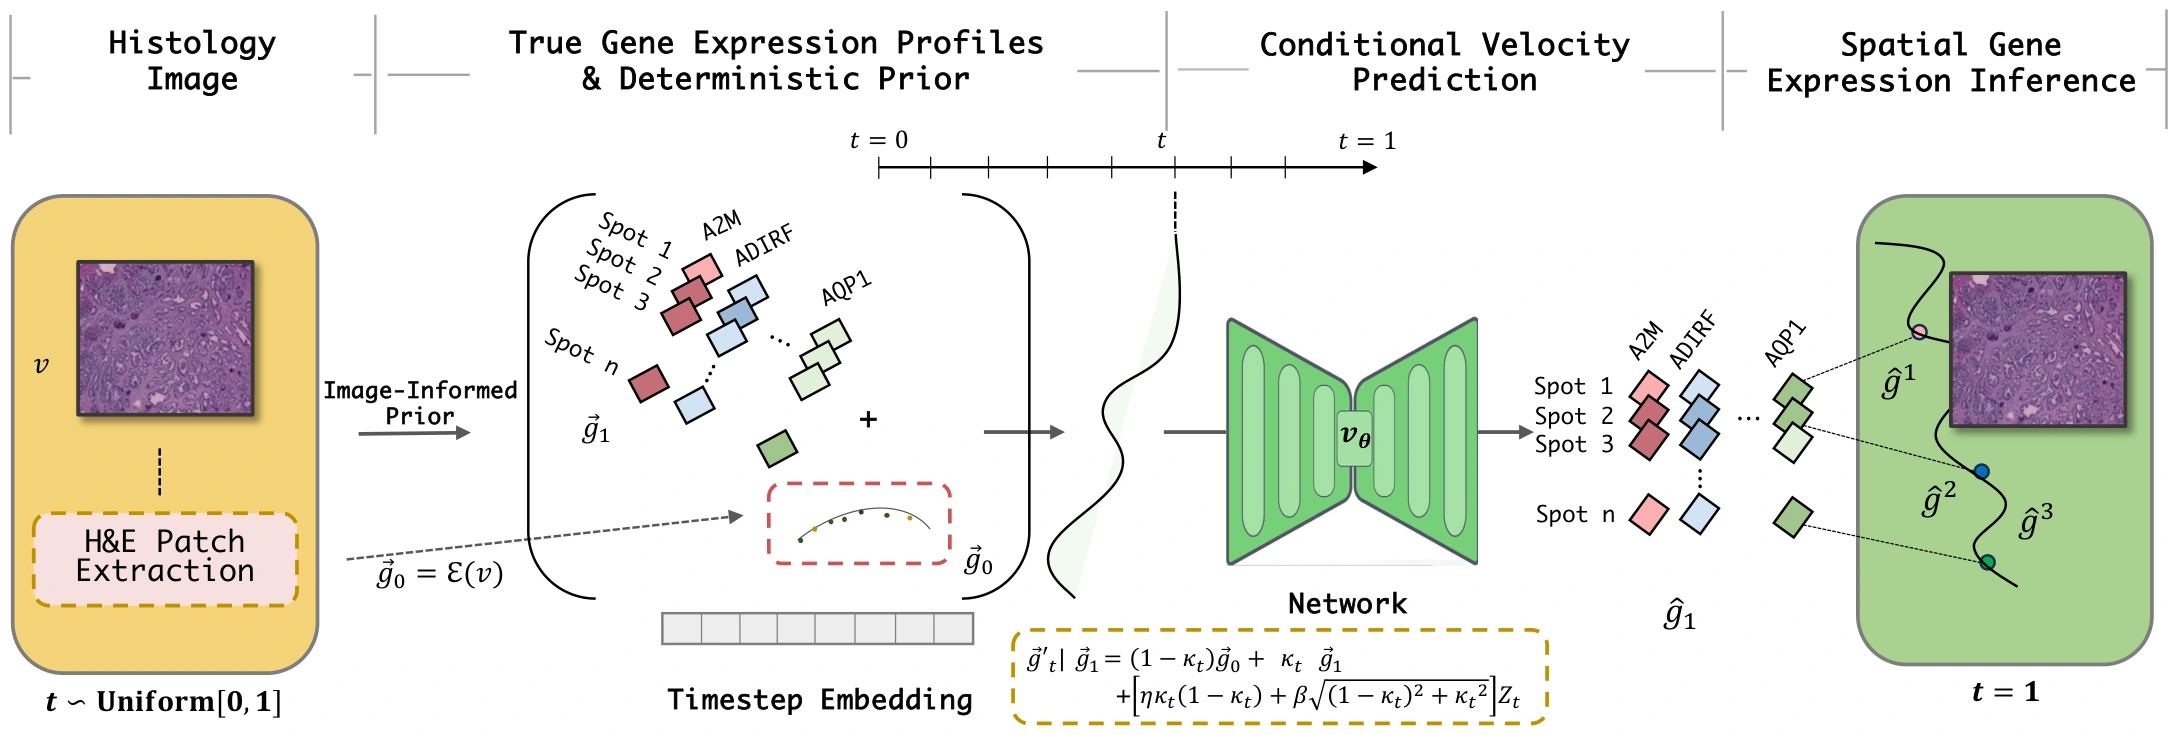 Histology
Image
True Gene Expression Profiles
& Deterministic Prior
Conditional Velocity
Prediction
Spatial Gene
Expression Inference
t = 0
t
t = 1
v
H&E Patch
Extraction
t ∽ Uniform[0, 1]
Image-Informed
Prior
g⃗₀ = ℰ(v)
Spot 1
Spot 2
Spot 3
Spot n
A2M
ADIRF
AQP1
...
g⃗₁
+
g⃗₀
Timestep Embedding
v_θ
Network
g⃗′ₜ| g⃗₁ = (1 − κₜ)g⃗₀ + κₜ g⃗₁
+[ηκₜ(1 − κₜ) + β√((1 − κₜ)² + κₜ²)]Zₜ
A2M
ADIRF
AQP1
Spot 1
Spot 2
Spot 3
...
Spot n
ĝ₁
ĝ¹
ĝ²
ĝ³
t = 1